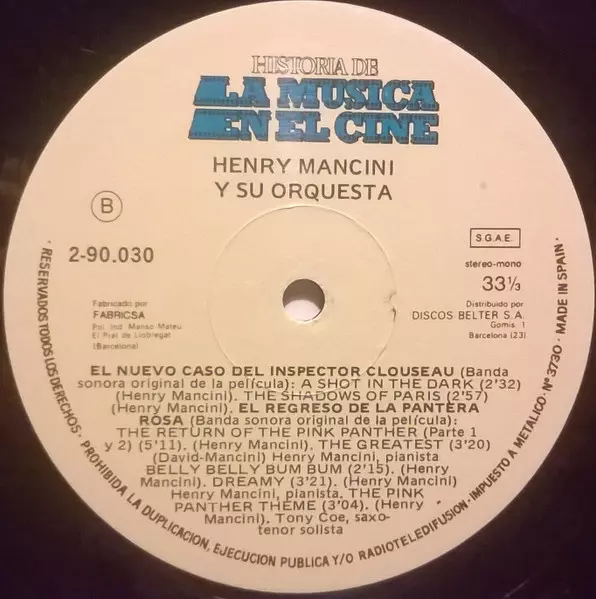 HISTORIA DE
LA MUSICA
EN EL CINE
HENRY MANCINI
Y SU ORQUESTA
B
2-90.030
S.G.A.E.
stereo-mono
33⅓
Fabricado por
FABRICSA
Pol. Ind. Manso Mateu
El Prat de Llobregat
(Barcelona)
Distribuido por
DISCOS BELTER S.A.
Gomis. 1
Barcelona (23)
EL NUEVO CASO DEL INSPECTOR CLOUSEAU (Banda
sonora original de la película): A SHOT IN THE DARK (2'32)
(Henry Mancini). THE SHADOWS OF PARIS (2'57)
(Henry Mancini). EL REGRESO DE LA PANTERA
ROSA (Banda sonora original de la película):
THE RETURN OF THE PINK PANTHER (Parte 1
y 2) (5'11). (Henry Mancini), THE GREATEST (3'20)
(David-Mancini) Henry Mancini, pianista
BELLY BELLY BUM BUM (2'15). (Henry
Mancini). DREAMY (3'21). (Henry Mancini)
Henry Mancini, pianista. THE PINK
PANTHER THEME (3'04). (Henry
Mancini). Tony Coe, saxo-
tenor solista
· RESERVADOS TODOS LOS DERECHOS · PROHIBIDA LA DUPLICACION, EJECUCION PUBLICA Y/O RADIOTELEDIFUSION · IMPUESTO A METALICO. Nº 3730 · MADE IN SPAIN ·